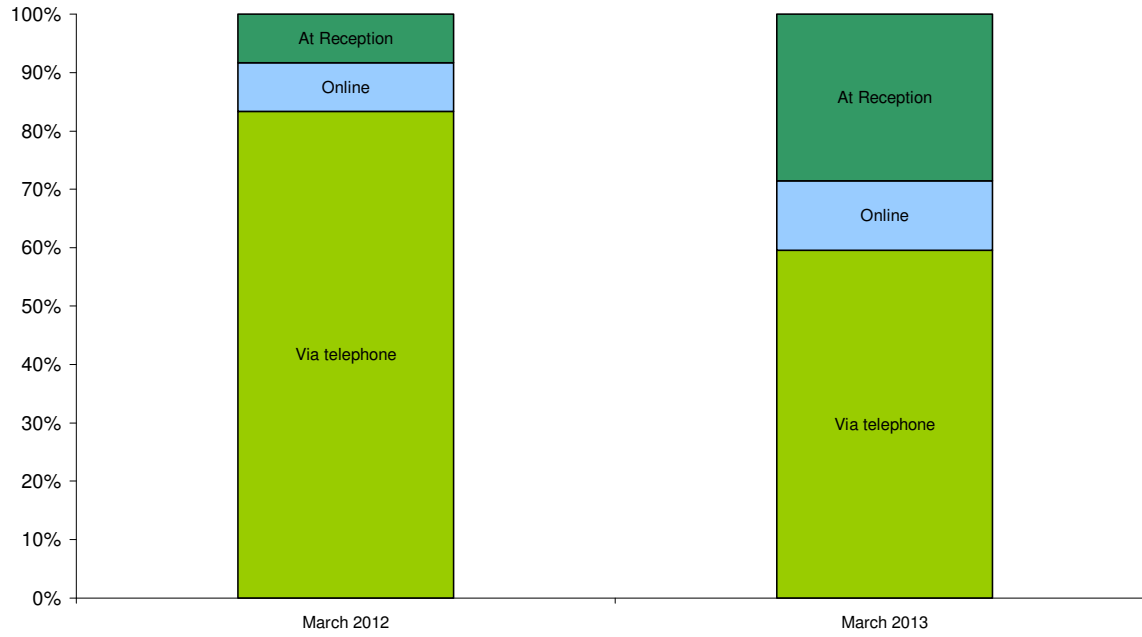 100%
90%
80%
70%
60%
50%
40%
30%
20%
10%
0%
At Reception
Online
Via telephone
At Reception
Online
Via telephone
March 2012
March 2013